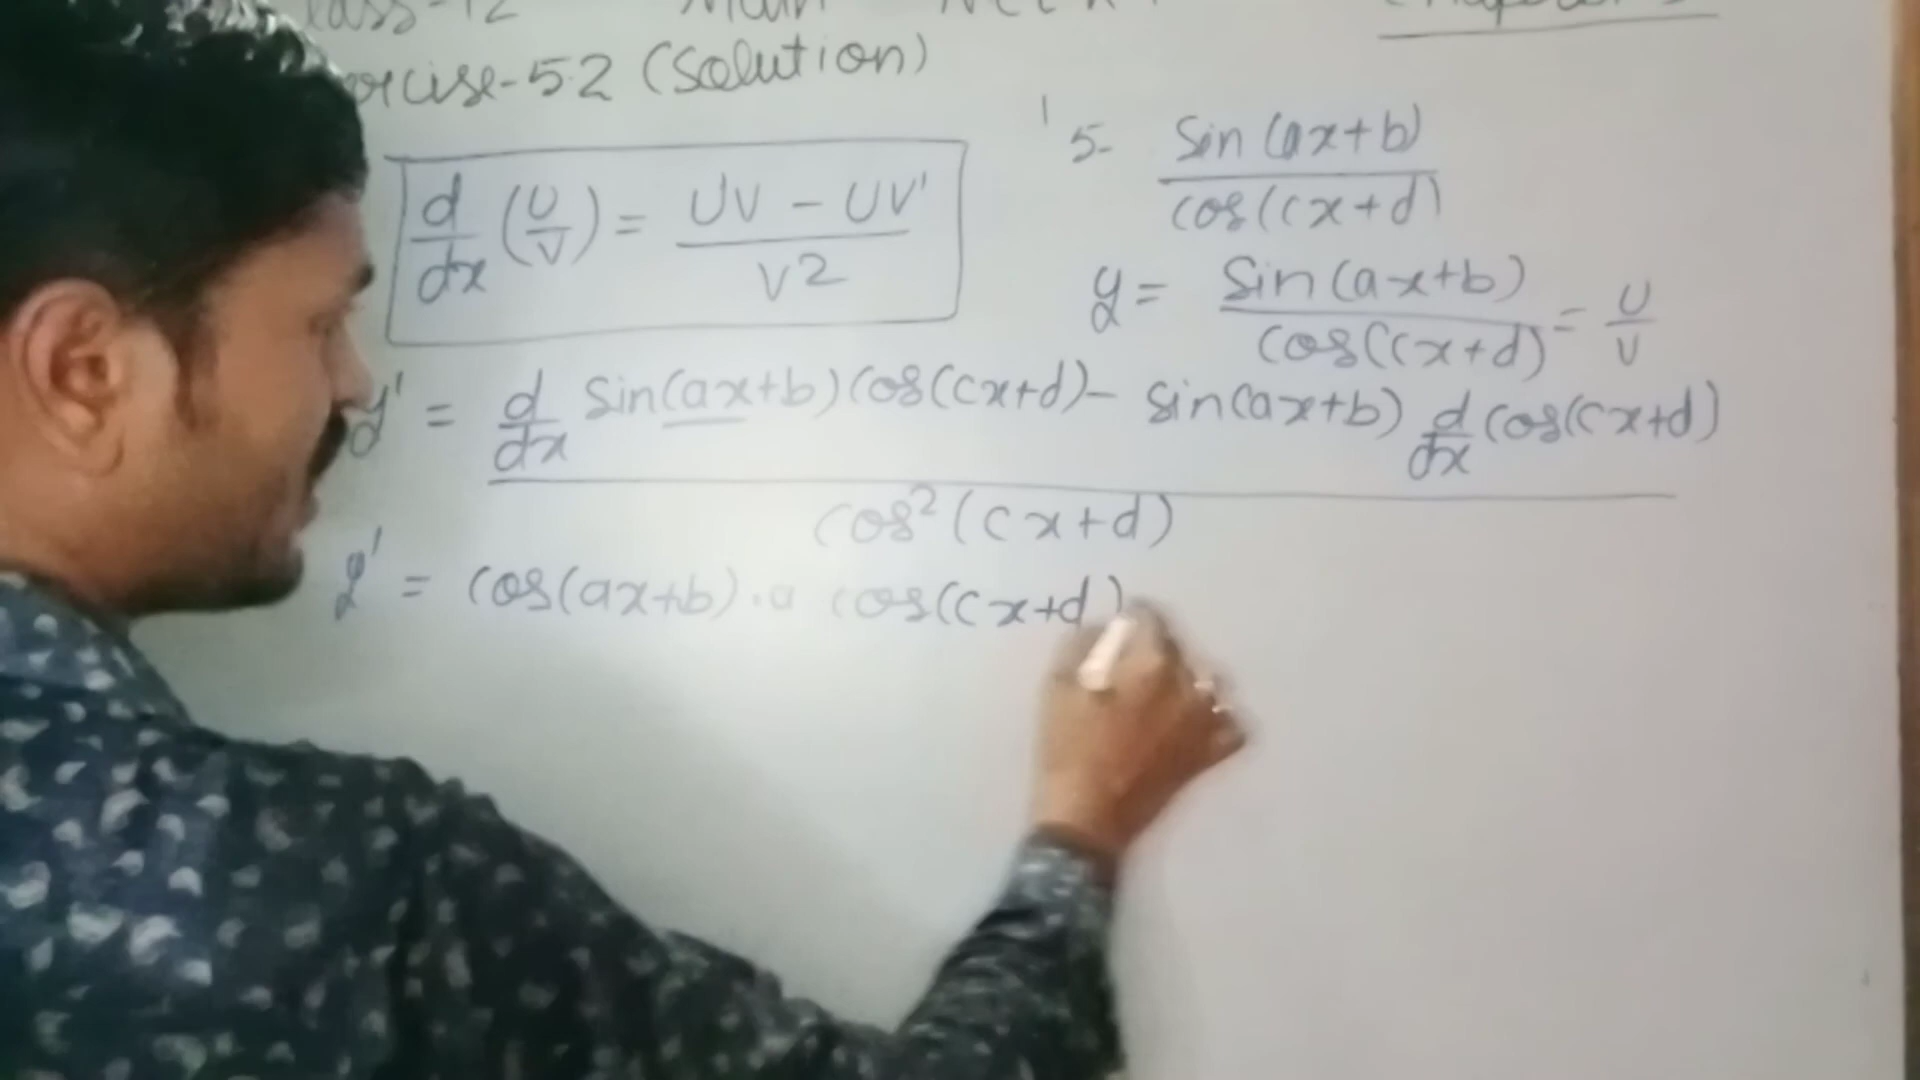 Exercise-5.2 (Solution)
d/dx (U/V) = UV - UV' / V2
5- Sin (ax+b) / cos(cx+d)
y = Sin(ax+b) / cos(cx+d) = U/V
y' = d/dx Sin(ax+b) cos(cx+d) - sin(ax+b) d/dx cos(cx+d) / cos² (cx+d)
y' = cos(ax+b).a cos(cx+d)